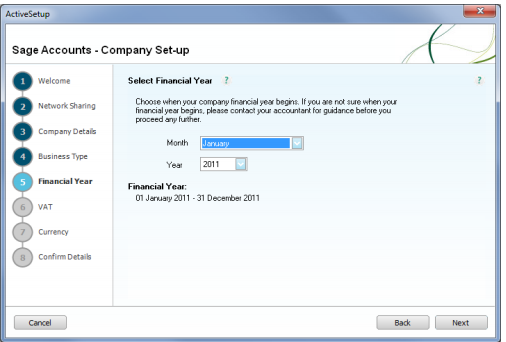 ActiveSetup
Sage Accounts - Company Set-up
1 Welcome
2 Network Sharing
3 Company Details
4 Business Type
5 Financial Year
6 VAT
7 Currency
8 Confirm Details
Select Financial Year ?
?
Choose when your company financial year begins. If you are not sure when your
financial year begins, please contact your accountant for guidance before you
proceed any further.
Month January
Year 2011
Financial Year:
01 January 2011 - 31 December 2011
Cancel
Back
Next